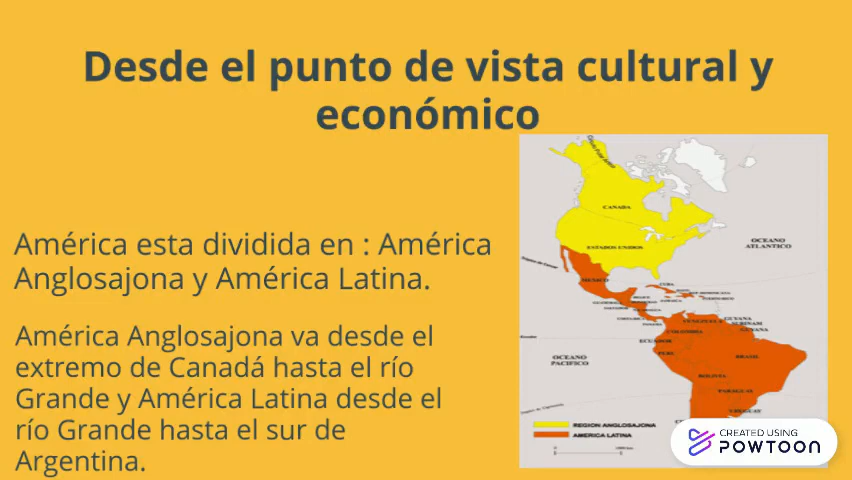 Desde el punto de vista cultural y
económico
América esta dividida en : América
Anglosajona y América Latina.
América Anglosajona va desde el
extremo de Canadá hasta el río
Grande y América Latina desde el
río Grande hasta el sur de
Argentina.
CANADA
ESTADOS UNIDOS
OCEANO
ATLANTICO
MEXICO
CUBA
VENEZUELA
GUYANA
SURINAM
GUYANA
COLOMBIA
ECUADOR
PERU
BRASIL
OCEANO
PACIFICO
BOLIVIA
PARAGUAY
URUGUAY
REGION ANGLOSAJONA
AMERICA LATINA
CREATED USING
POWTOON